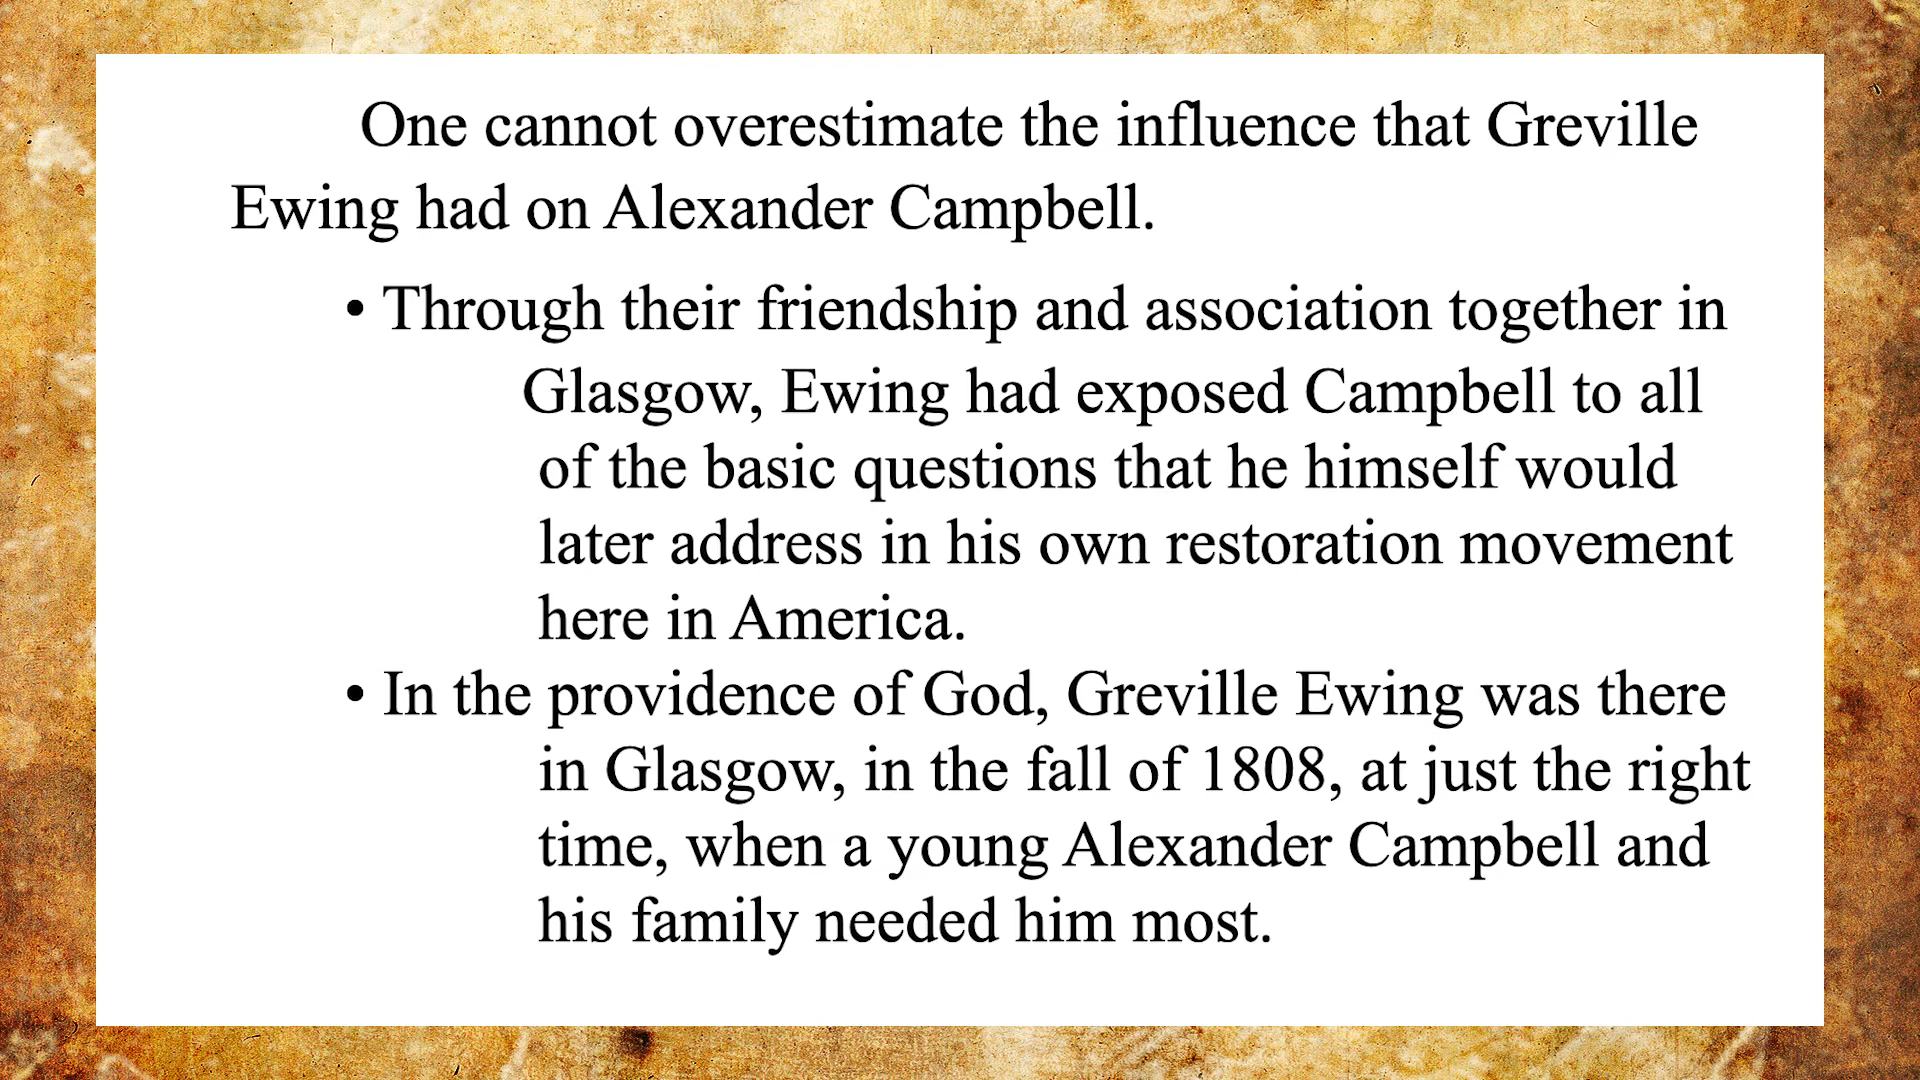 One cannot overestimate the influence that Greville
Ewing had on Alexander Campbell.
• Through their friendship and association together in
Glasgow, Ewing had exposed Campbell to all
of the basic questions that he himself would
later address in his own restoration movement
here in America.
• In the providence of God, Greville Ewing was there
in Glasgow, in the fall of 1808, at just the right
time, when a young Alexander Campbell and
his family needed him most.